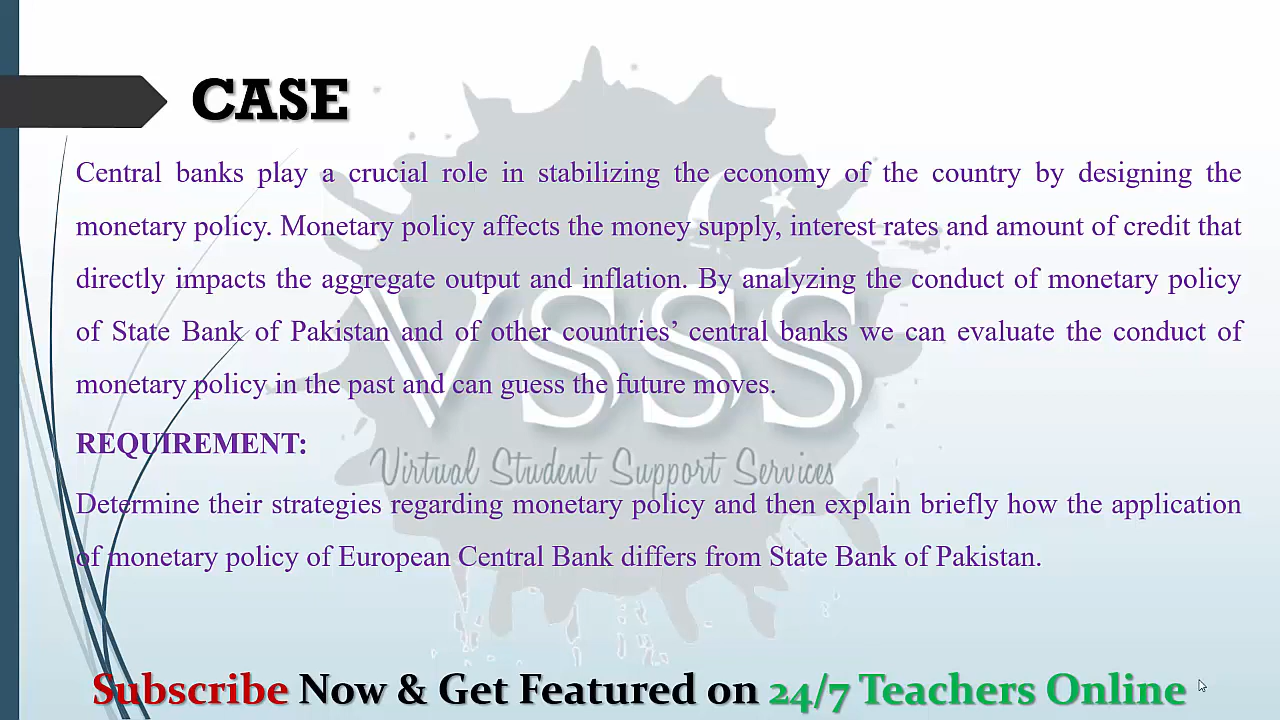 CASE
Central banks play a crucial role in stabilizing the economy of the country by designing the
monetary policy. Monetary policy affects the money supply, interest rates and amount of credit that
directly impacts the aggregate output and inflation. By analyzing the conduct of monetary policy
of State Bank of Pakistan and of other countries’ central banks we can evaluate the conduct of
monetary policy in the past and can guess the future moves.
VSSS
REQUIREMENT:
Virtual Student Support Services
Determine their strategies regarding monetary policy and then explain briefly how the application
of monetary policy of European Central Bank differs from State Bank of Pakistan.
Subscribe Now & Get Featured on 24/7 Teachers Online